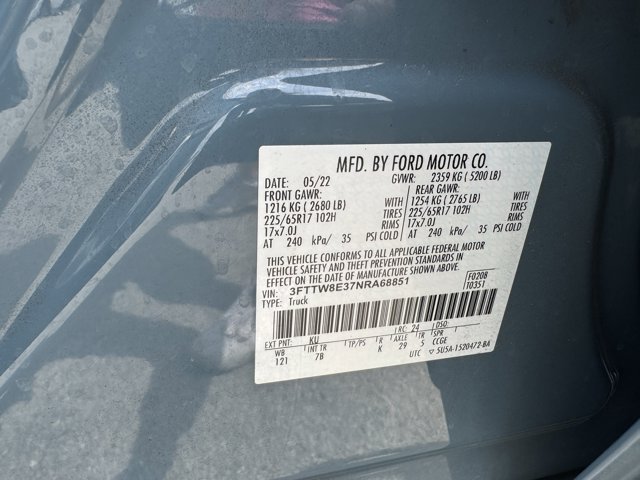 MFD. BY FORD MOTOR CO.
DATE: 05/22 GVWR: 2359 KG ( 5200 LB)
FRONT GAWR: REAR GAWR:
1216 KG ( 2680 LB) WITH 1254 KG ( 2765 LB) WITH
225/65R17 102H TIRES 225/65R17 102H TIRES
17x7.0J RIMS 17x7.0J RIMS
AT 240 kPa/ 35 PSI COLD AT 240 kPa/ 35 PSI COLD
THIS VEHICLE CONFORMS TO ALL APPLICABLE FEDERAL MOTOR
VEHICLE SAFETY AND THEFT PREVENTION STANDARDS IN
EFFECT ON THE DATE OF MANUFACTURE SHOWN ABOVE. F0208
VIN: 3FTTW8E37NRA68851 T0351
TYPE: Truck
EXT PNT: KU RC: 24 DSO:
WB INT TR TP/PS R AXLE TR SPR
121 7B K 29 5 CCGE
UTC ▽ 5U5A-1520472-BA